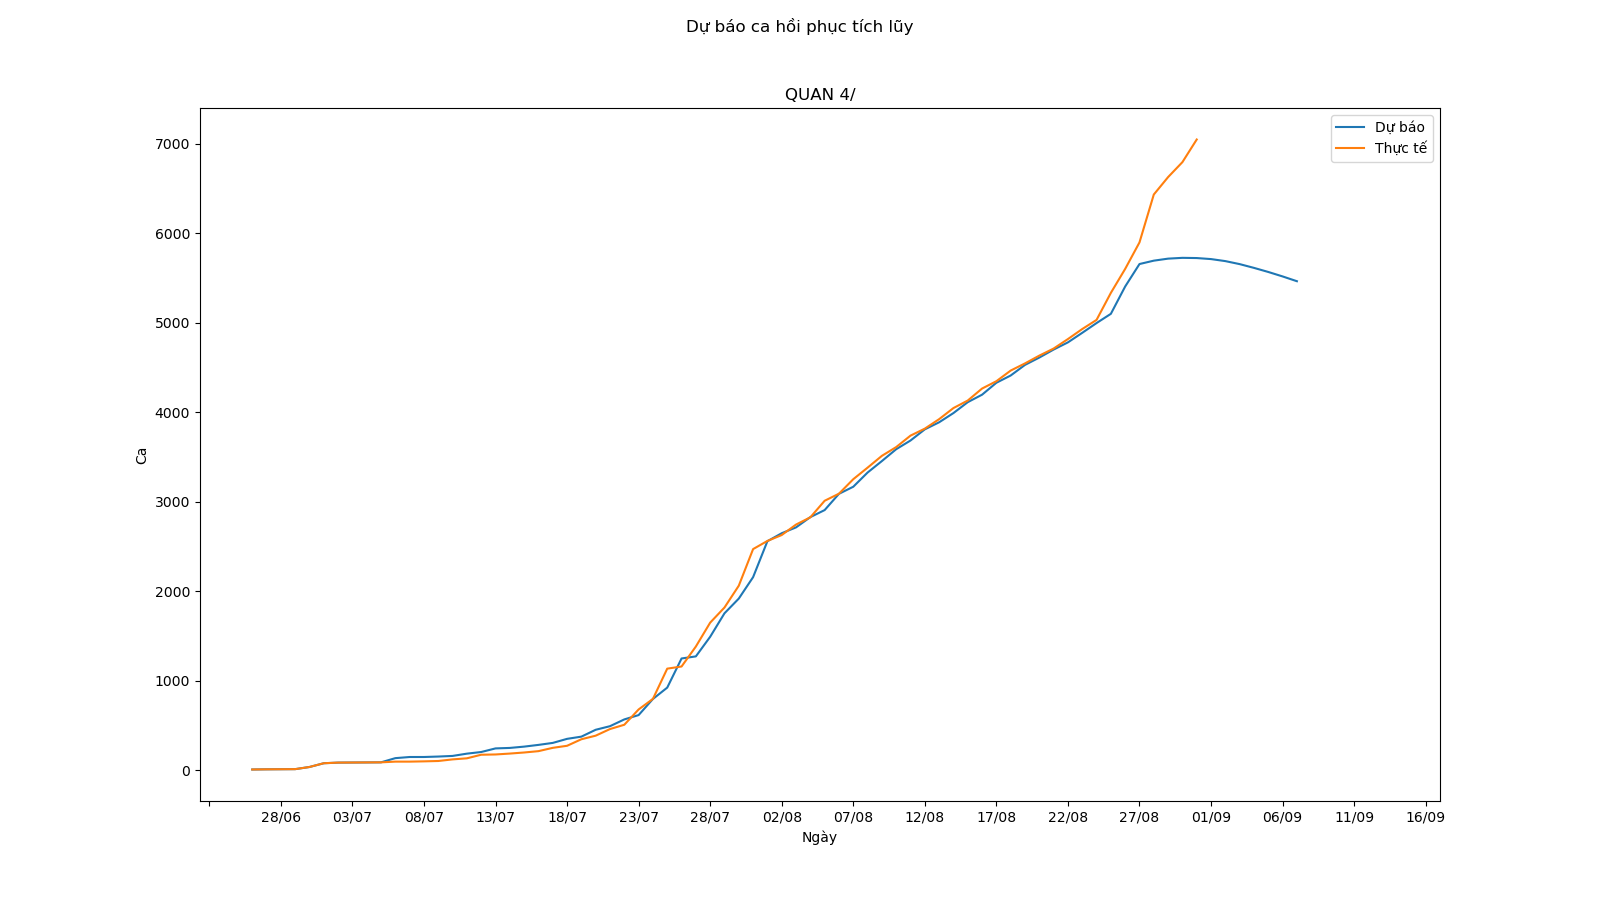 Dự báo ca hồi phục tích lũy
QUAN 4/
Dự báo
Thực tế
7000
6000
5000
4000
3000
2000
1000
0
Ca
28/06 03/07 08/07 13/07 18/07 23/07 28/07 02/08 07/08 12/08 17/08 22/08 27/08 01/09 06/09 11/09 16/09
Ngày